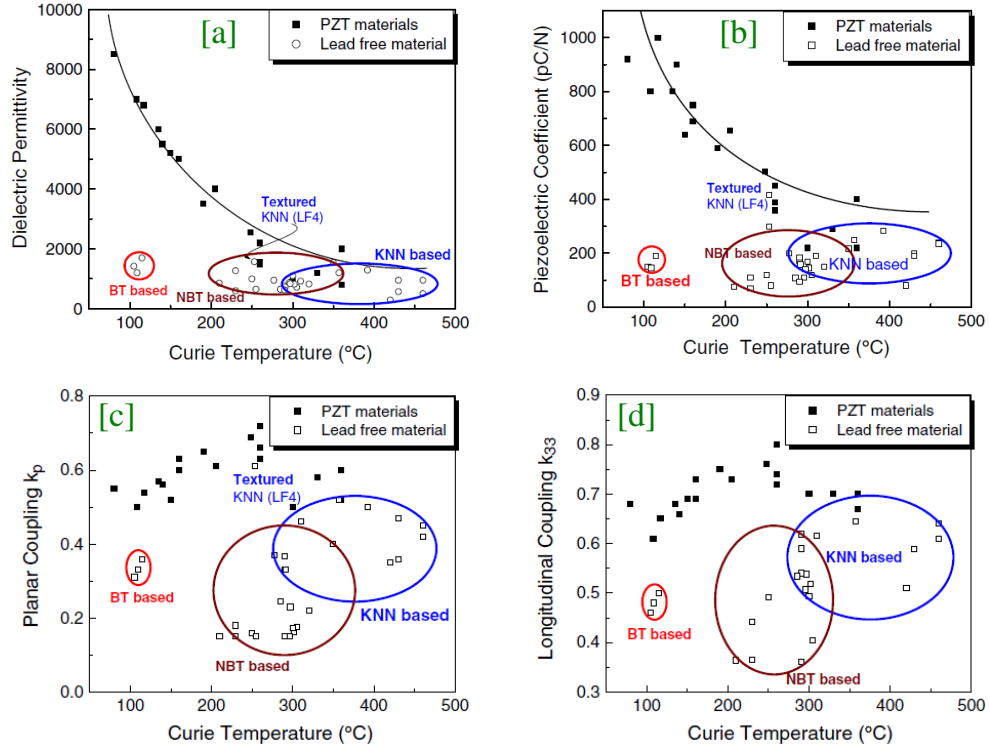 [a]
PZT materials
Lead free material
Dielectric Permittivity
10000
8000
6000
4000
2000
0
Textured
KNN (LF4)
KNN based
BT based
NBT based
100
200
300
400
500
Curie Temperature (ºC)
[b]
PZT materials
Lead free material
Piezoelectric Coefficient (pC/N)
1000
800
600
400
200
0
Textured
KNN (LF4)
NBT based
KNN based
BT based
100
200
300
400
500
Curie Temperature (ºC)
[c]
PZT materials
Lead free material
Planar Coupling kp
0.8
0.6
0.4
0.2
0.0
Textured
KNN (LF4)
BT based
KNN based
NBT based
100
200
300
400
500
Curie Temperature (ºC)
[d]
PZT materials
Lead free material
Longitudinal Coupling k33
0.9
0.8
0.7
0.6
0.5
0.4
0.3
KNN based
BT based
NBT based
100
200
300
400
500
Curie Temperature (ºC)